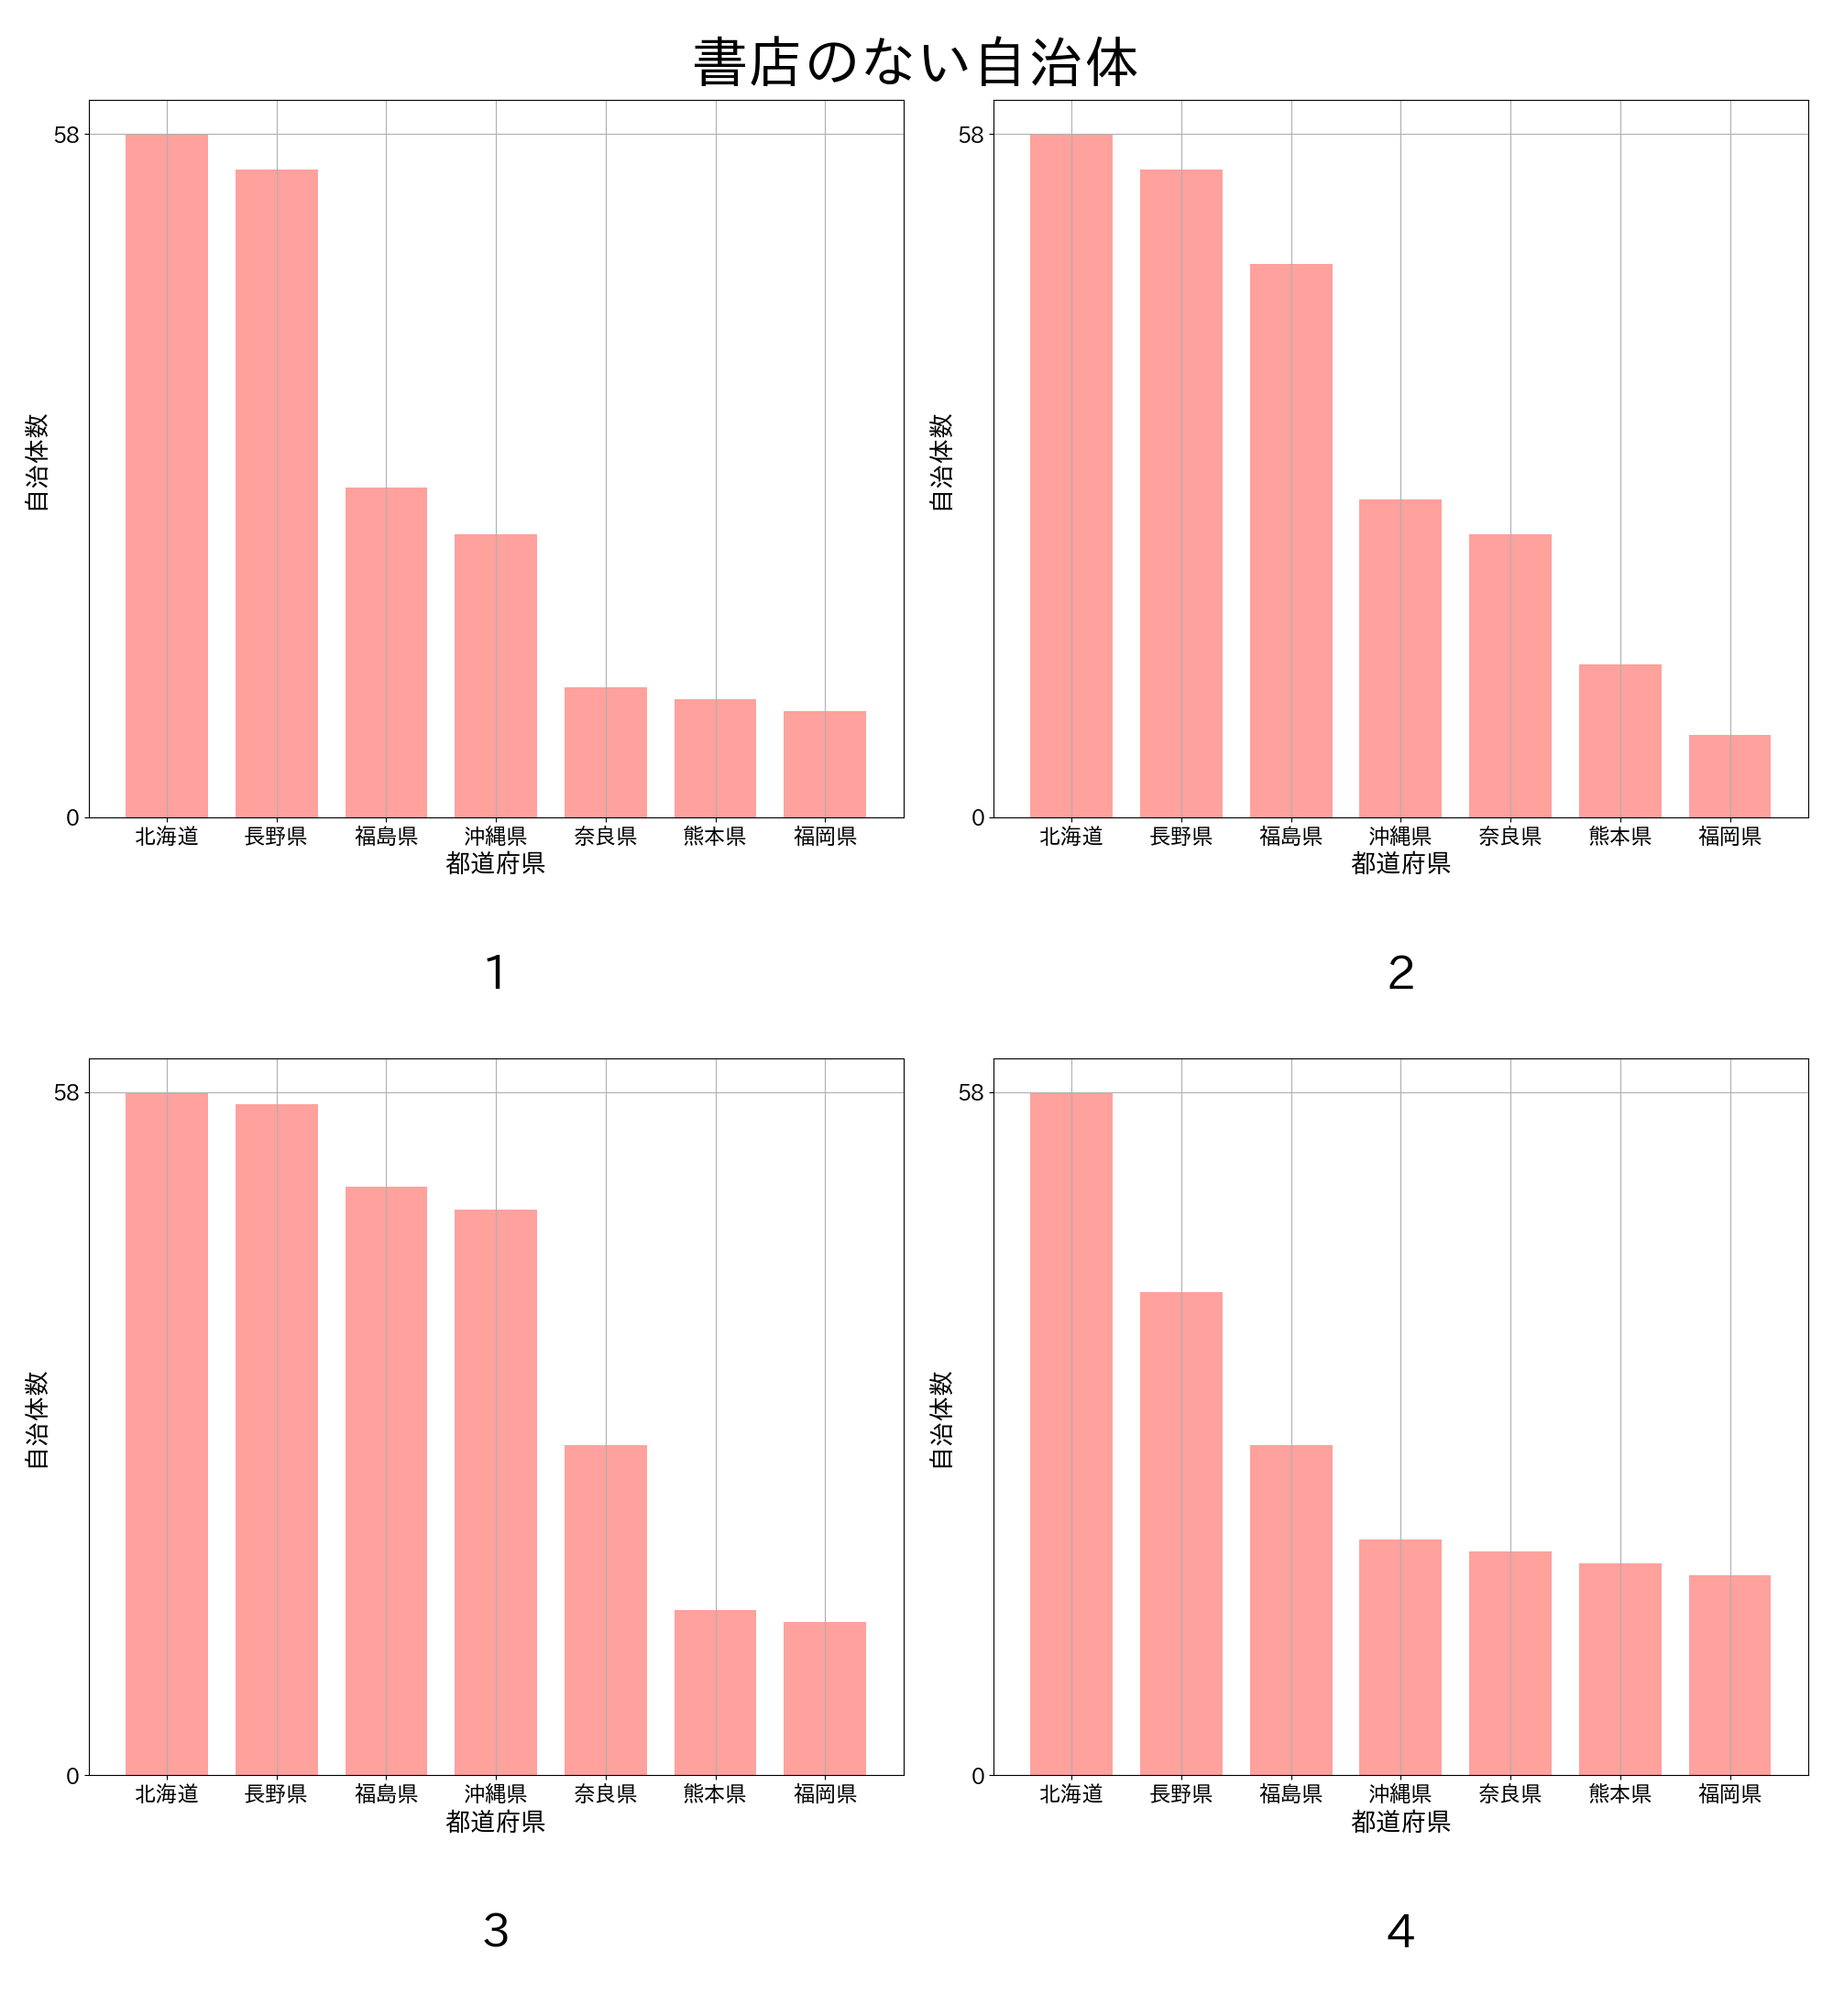 書店のない自治体
58
0
自治体数
北海道 長野県 福島県 沖縄県 奈良県 熊本県 福岡県
都道府県
1
58
0
自治体数
北海道 長野県 福島県 沖縄県 奈良県 熊本県 福岡県
都道府県
2
58
0
自治体数
北海道 長野県 福島県 沖縄県 奈良県 熊本県 福岡県
都道府県
3
58
0
自治体数
北海道 長野県 福島県 沖縄県 奈良県 熊本県 福岡県
都道府県
4